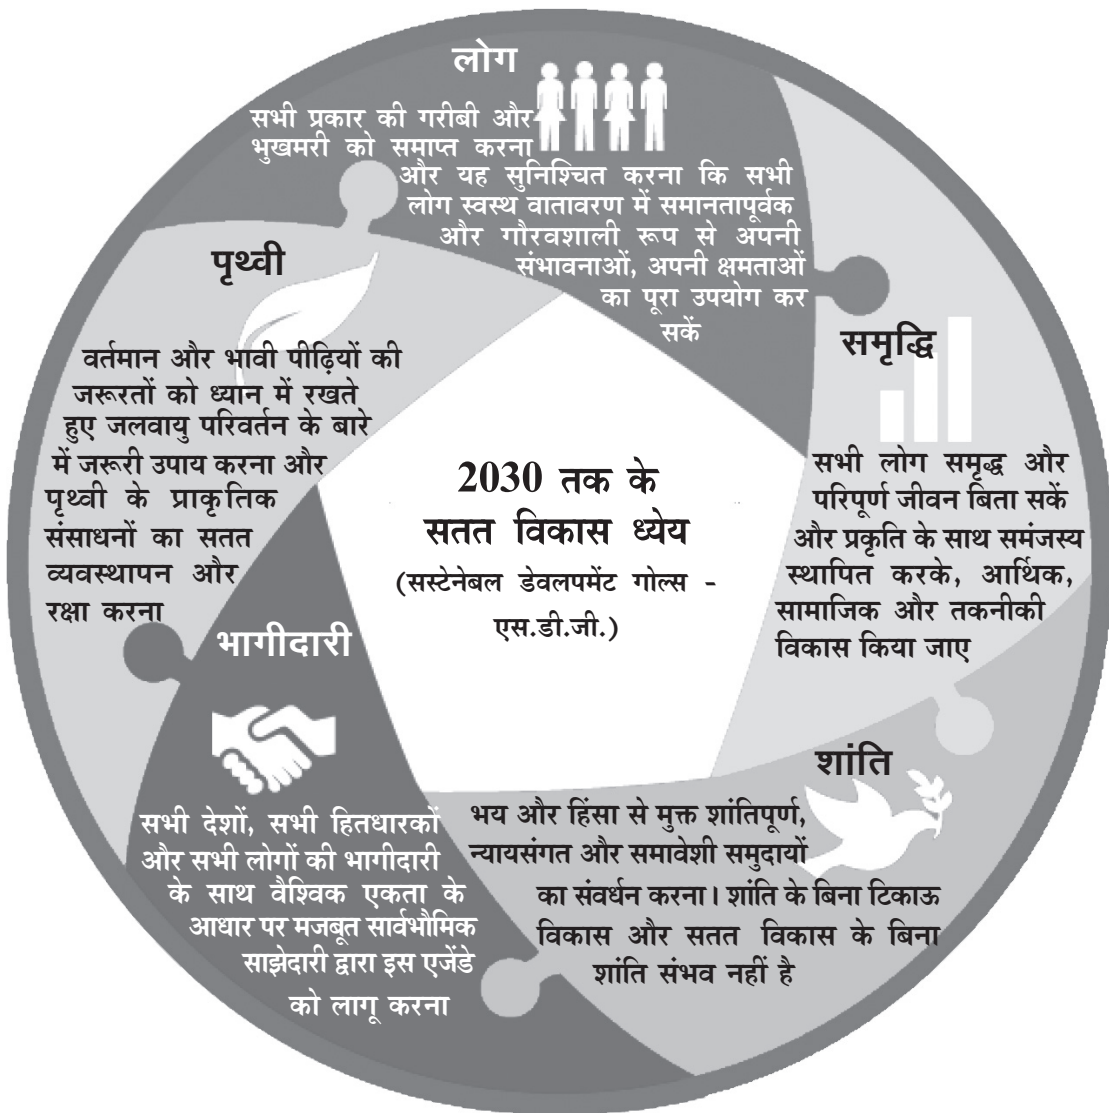 लोग
सभी प्रकार की गरीबी और
भुखमरी को समाप्त करना
और यह सुनिश्चित करना कि सभी
लोग स्वस्थ वातावरण में समानतापूर्वक
और गौरवशाली रूप से अपनी
संभावनाओं, अपनी क्षमताओं
का पूरा उपयोग कर
सकें
समृद्धि
सभी लोग समृद्ध और
परिपूर्ण जीवन बिता सकें
और प्रकृति के साथ समंजस्य
स्थापित करके, आर्थिक,
सामाजिक और तकनीकी
विकास किया जाए
शांति
भय और हिंसा से मुक्त शांतिपूर्ण,
न्यायसंगत और समावेशी समुदायों
का संवर्धन करना। शांति के बिना टिकाऊ
विकास और सतत विकास के बिना
शांति संभव नहीं है
भागीदारी
सभी देशों, सभी हितधारकों
और सभी लोगों की भागीदारी
के साथ वैश्विक एकता के
आधार पर मजबूत सार्वभौमिक
साझेदारी द्वारा इस एजेंडे
को लागू करना
पृथ्वी
वर्तमान और भावी पीढ़ियों की
जरूरतों को ध्यान में रखते
हुए जलवायु परिवर्तन के बारे
में जरूरी उपाय करना और
पृथ्वी के प्राकृतिक
संसाधनों का सतत
व्यवस्थापन और
रक्षा करना
2030 तक के
सतत विकास ध्येय
(सस्टेनेबल डेवलपमेंट गोल्स -
एस.डी.जी.)